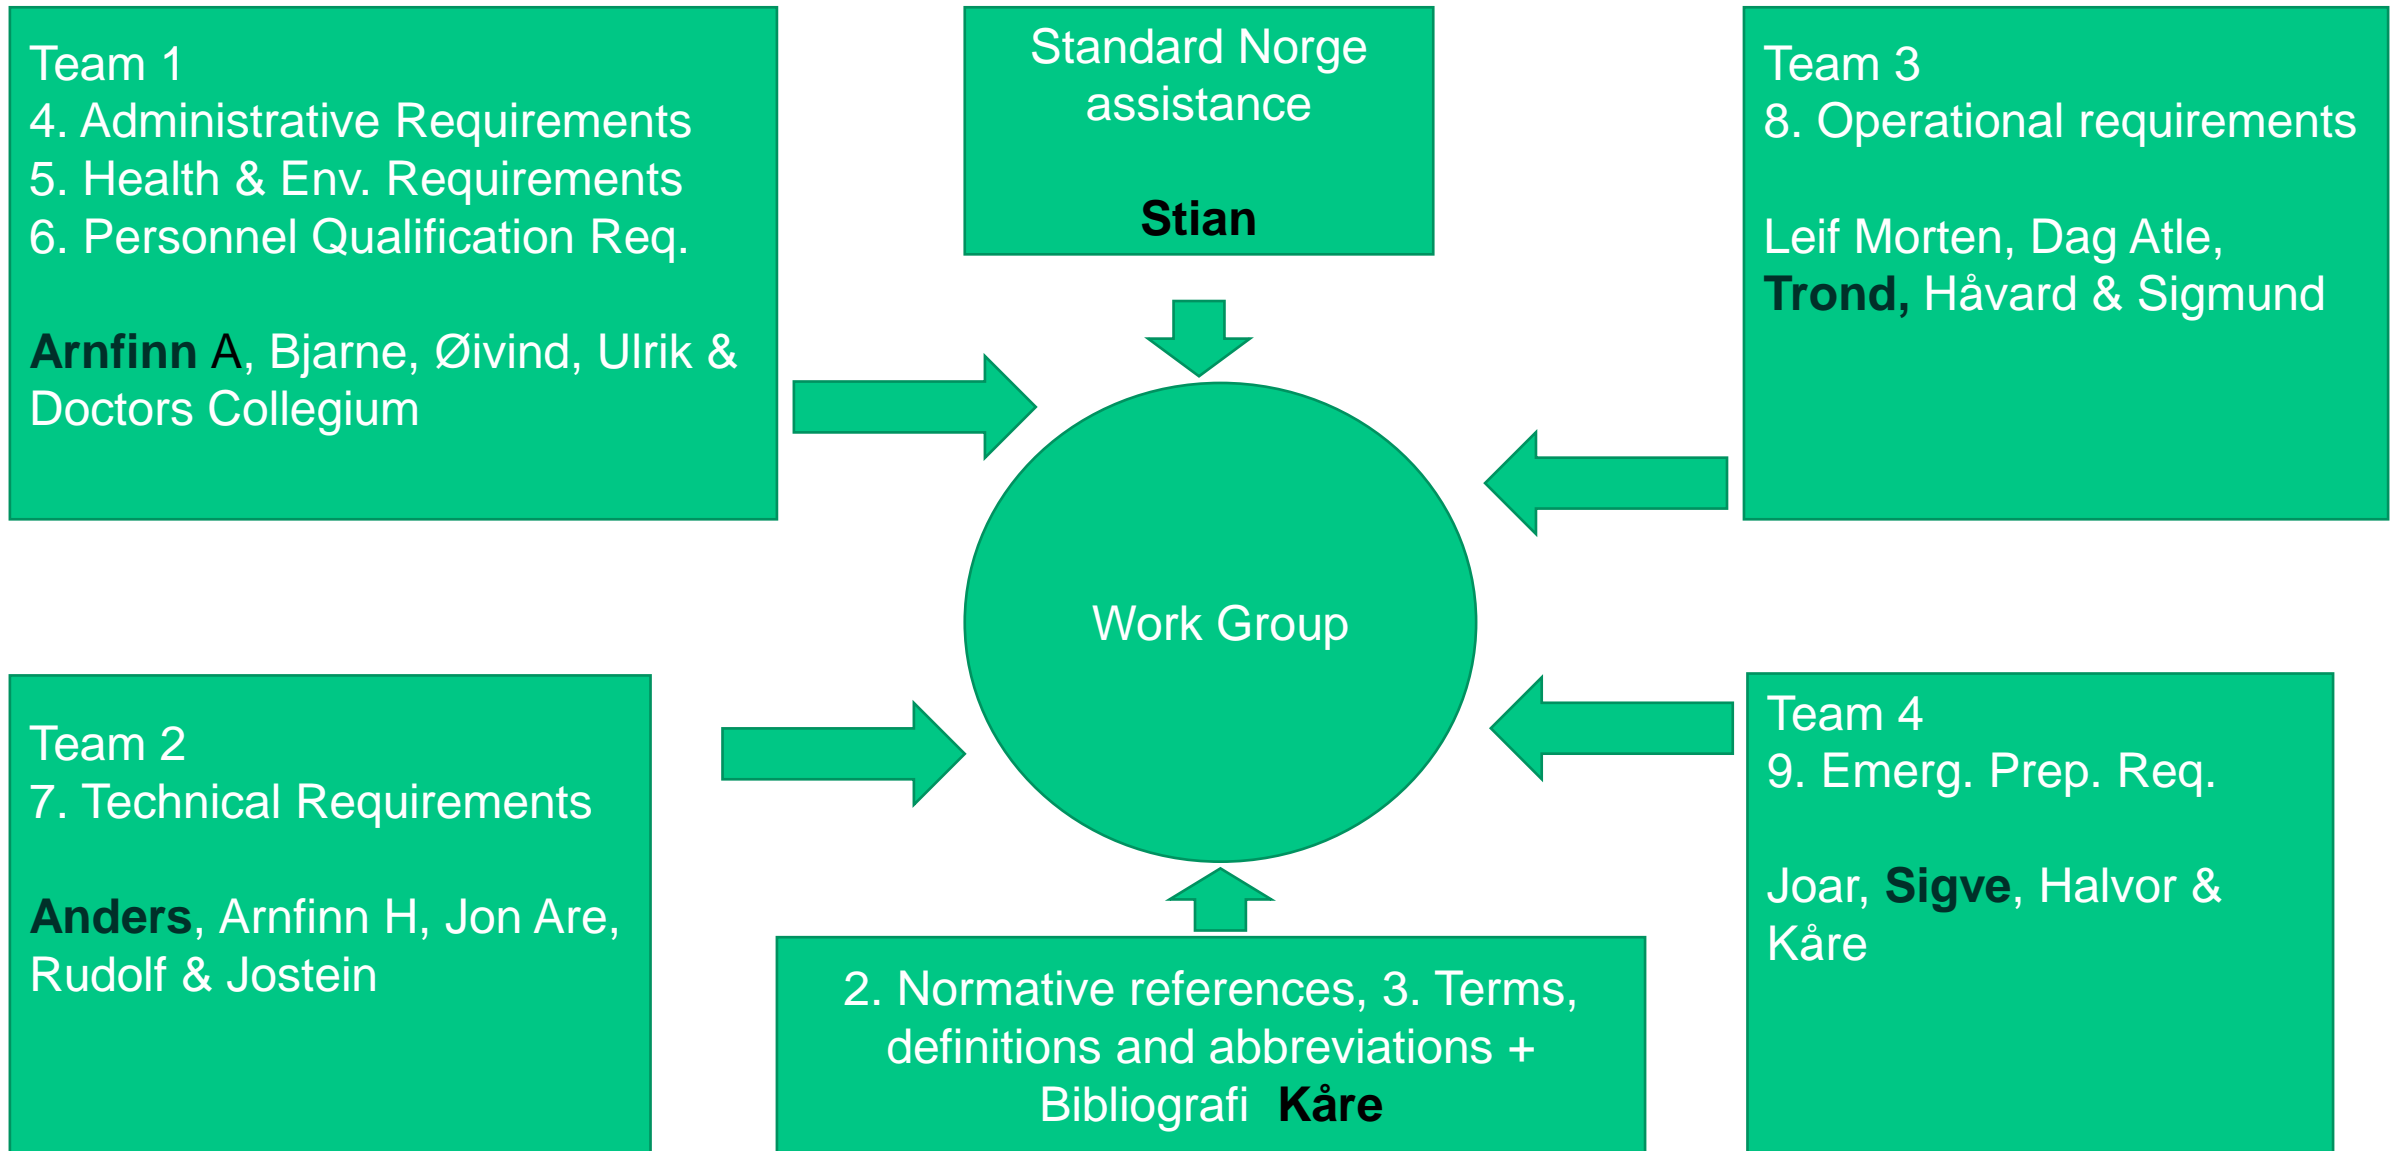 Team 1
4. Administrative Requirements
5. Health & Env. Requirements
6. Personnel Qualification Req.
Arnfinn A, Bjarne, Øivind, Ulrik &
Doctors Collegium
Standard Norge
assistance
Stian
Team 3
8. Operational requirements
Leif Morten, Dag Atle,
Trond, Håvard & Sigmund
Work Group
Team 2
7. Technical Requirements
Anders, Arnfinn H, Jon Are,
Rudolf & Jostein
2. Normative references, 3. Terms,
definitions and abbreviations +
Bibliografi Kåre
Team 4
9. Emerg. Prep. Req.
Joar, Sigve, Halvor &
Kåre